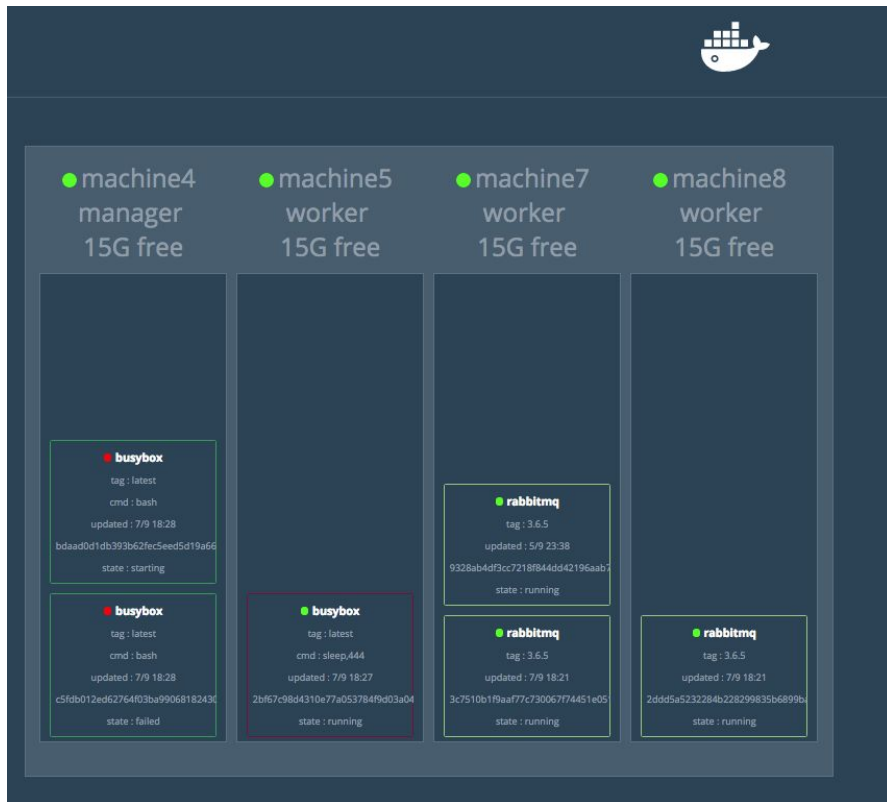 machine4
manager
15G free
busybox
tag : latest
cmd : bash
updated : 7/9 18:28
bdaad0d1db393b62fec5eed5d19a66
state : starting
busybox
tag : latest
cmd : bash
updated : 7/9 18:28
c5fdb012ed62764f03ba99068182430
state : failed
machine5
worker
15G free
busybox
tag : latest
cmd : sleep,444
updated : 7/9 18:27
2bf67c98d4310e77a053784f9d03a04
state : running
machine7
worker
15G free
rabbitmq
tag : 3.6.5
updated : 5/9 23:38
9328ab4df3cc7218f844dd42196aab7
state : running
rabbitmq
tag : 3.6.5
updated : 7/9 18:21
3c7510b1f9aaf77c730067f74451e05
state : running
machine8
worker
15G free
rabbitmq
tag : 3.6.5
updated : 7/9 18:21
2ddd5a5232284b228299835b6899b
state : running